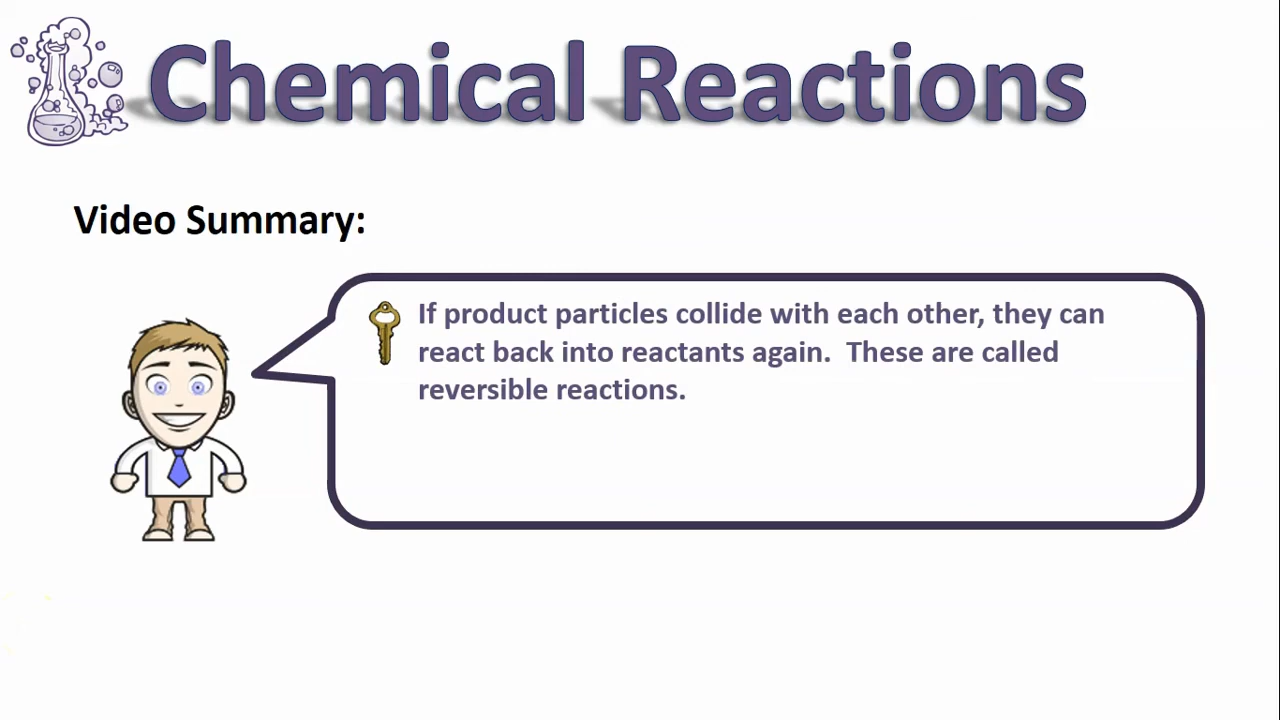 Chemical Reactions
Video Summary:
If product particles collide with each other, they can
react back into reactants again.  These are called
reversible reactions.